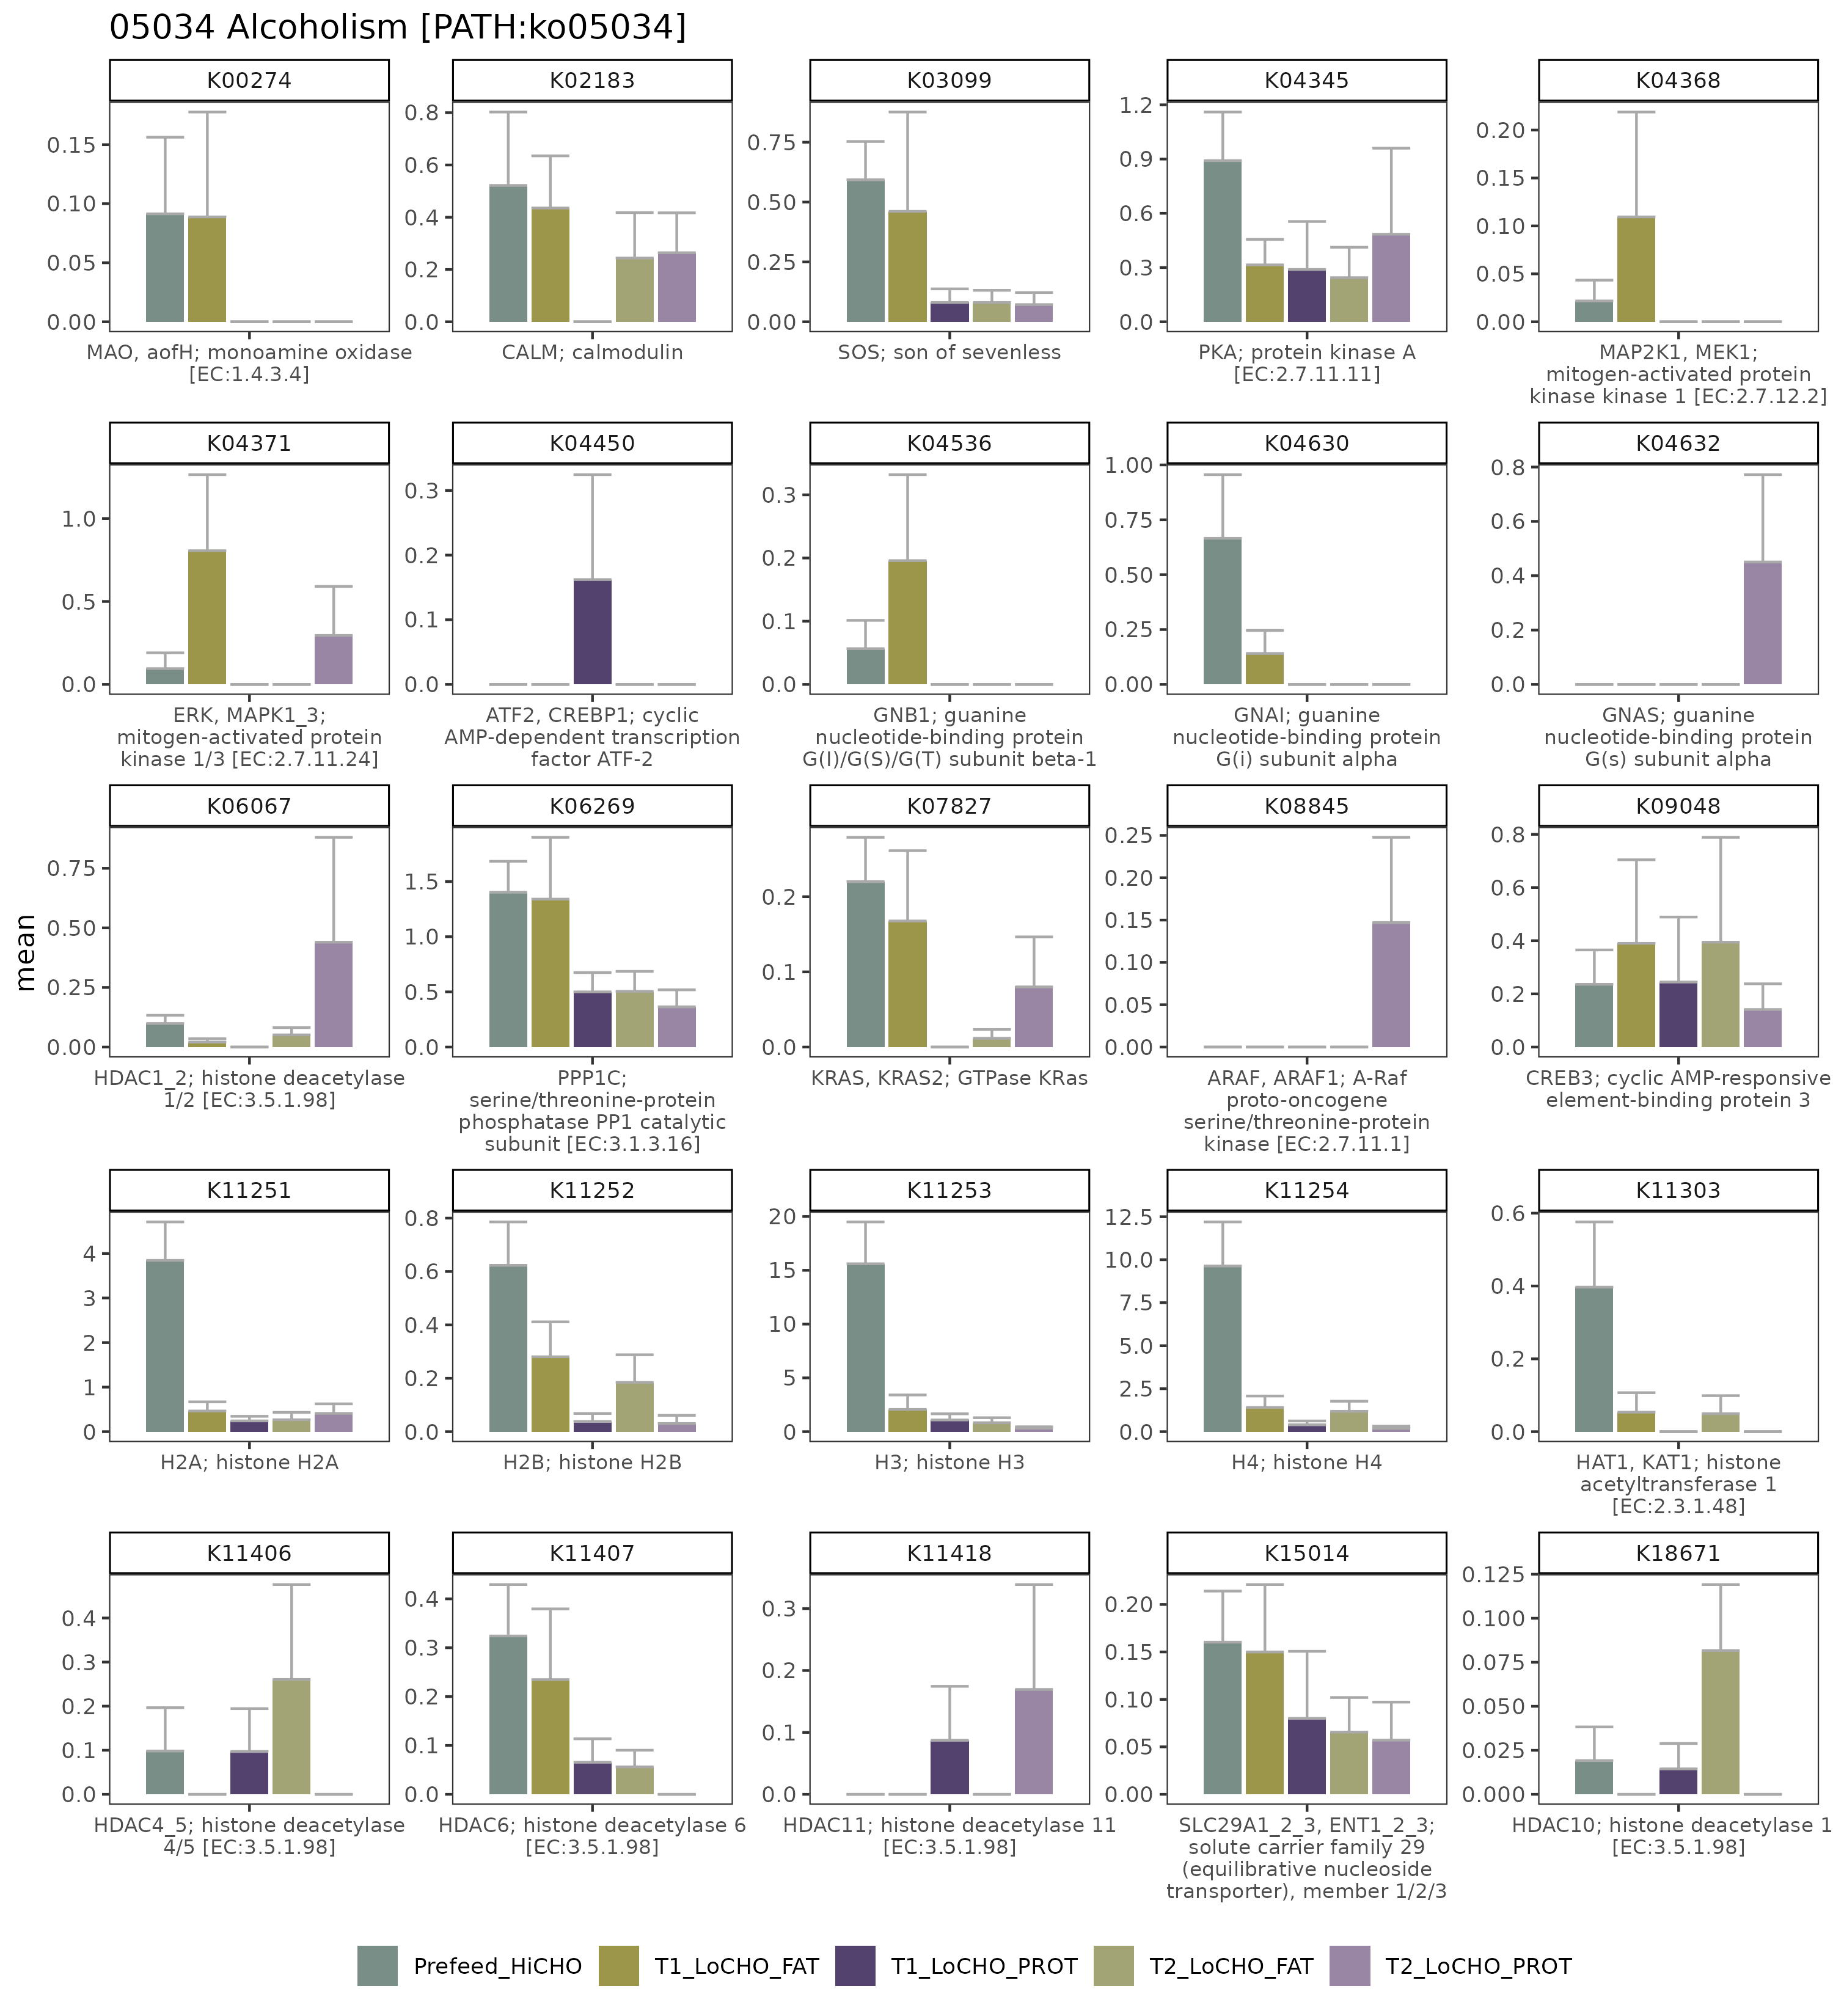 05034 Alcoholism [PATH:ko05034]
K00274 K02183 K03099 K04345 K04368
0.15 0.10 0.05 0.00
0.8 0.6 0.4 0.2 0.0
0.75 0.50 0.25 0.00
1.2 0.9 0.6 0.3 0.0
0.20 0.15 0.10 0.05 0.00
MAO, aofH; monoamine oxidase
[EC:1.4.3.4]
CALM; calmodulin
SOS; son of sevenless
PKA; protein kinase A
[EC:2.7.11.11]
MAP2K1, MEK1;
mitogen-activated protein
kinase kinase 1 [EC:2.7.12.2]
K04371 K04450 K04536 K04630 K04632
1.0 0.5 0.0
0.3 0.2 0.1 0.0
0.3 0.2 0.1 0.0
1.00 0.75 0.50 0.25 0.00
0.8 0.6 0.4 0.2 0.0
ERK, MAPK1_3;
mitogen-activated protein
kinase 1/3 [EC:2.7.11.24]
ATF2, CREBP1; cyclic
AMP-dependent transcription
factor ATF-2
GNB1; guanine
nucleotide-binding protein
G(I)/G(S)/G(T) subunit beta-1
GNAI; guanine
nucleotide-binding protein
G(i) subunit alpha
GNAS; guanine
nucleotide-binding protein
G(s) subunit alpha
mean
K06067 K06269 K07827 K08845 K09048
0.75 0.50 0.25 0.00
1.5 1.0 0.5 0.0
0.2 0.1 0.0
0.25 0.20 0.15 0.10 0.05 0.00
0.8 0.6 0.4 0.2 0.0
HDAC1_2; histone deacetylase
1/2 [EC:3.5.1.98]
PPP1C;
serine/threonine-protein
phosphatase PP1 catalytic
subunit [EC:3.1.3.16]
KRAS, KRAS2; GTPase KRas
ARAF, ARAF1; A-Raf
proto-oncogene
serine/threonine-protein
kinase [EC:2.7.11.1]
CREB3; cyclic AMP-responsive
element-binding protein 3
K11251 K11252 K11253 K11254 K11303
4 3 2 1 0
0.8 0.6 0.4 0.2 0.0
20 15 10 5 0
12.5 10.0 7.5 5.0 2.5 0.0
0.6 0.4 0.2 0.0
H2A; histone H2A
H2B; histone H2B
H3; histone H3
H4; histone H4
HAT1, KAT1; histone
acetyltransferase 1
[EC:2.3.1.48]
K11406 K11407 K11418 K15014 K18671
0.4 0.3 0.2 0.1 0.0
0.4 0.3 0.2 0.1 0.0
0.3 0.2 0.1 0.0
0.20 0.15 0.10 0.05 0.00
0.125 0.100 0.075 0.050 0.025 0.000
HDAC4_5; histone deacetylase
4/5 [EC:3.5.1.98]
HDAC6; histone deacetylase 6
[EC:3.5.1.98]
HDAC11; histone deacetylase 11
[EC:3.5.1.98]
SLC29A1_2_3, ENT1_2_3;
solute carrier family 29
(equilibrative nucleoside
transporter), member 1/2/3
HDAC10; histone deacetylase 1
[EC:3.5.1.98]
Prefeed_HiCHO T1_LoCHO_FAT T1_LoCHO_PROT T2_LoCHO_FAT T2_LoCHO_PROT